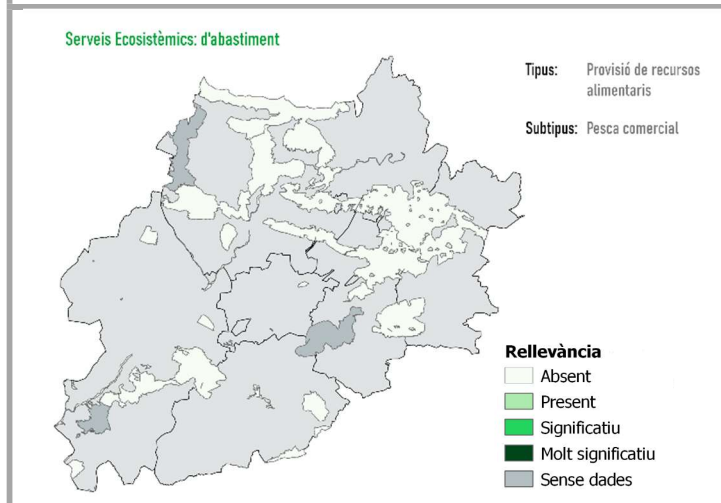 Serveis Ecosistèmics: d'abastiment
Tipus: Provisió de recursos
alimentaris
Subtipus: Pesca comercial
Rellevància
Absent
Present
Significatiu
Molt significatiu
Sense dades